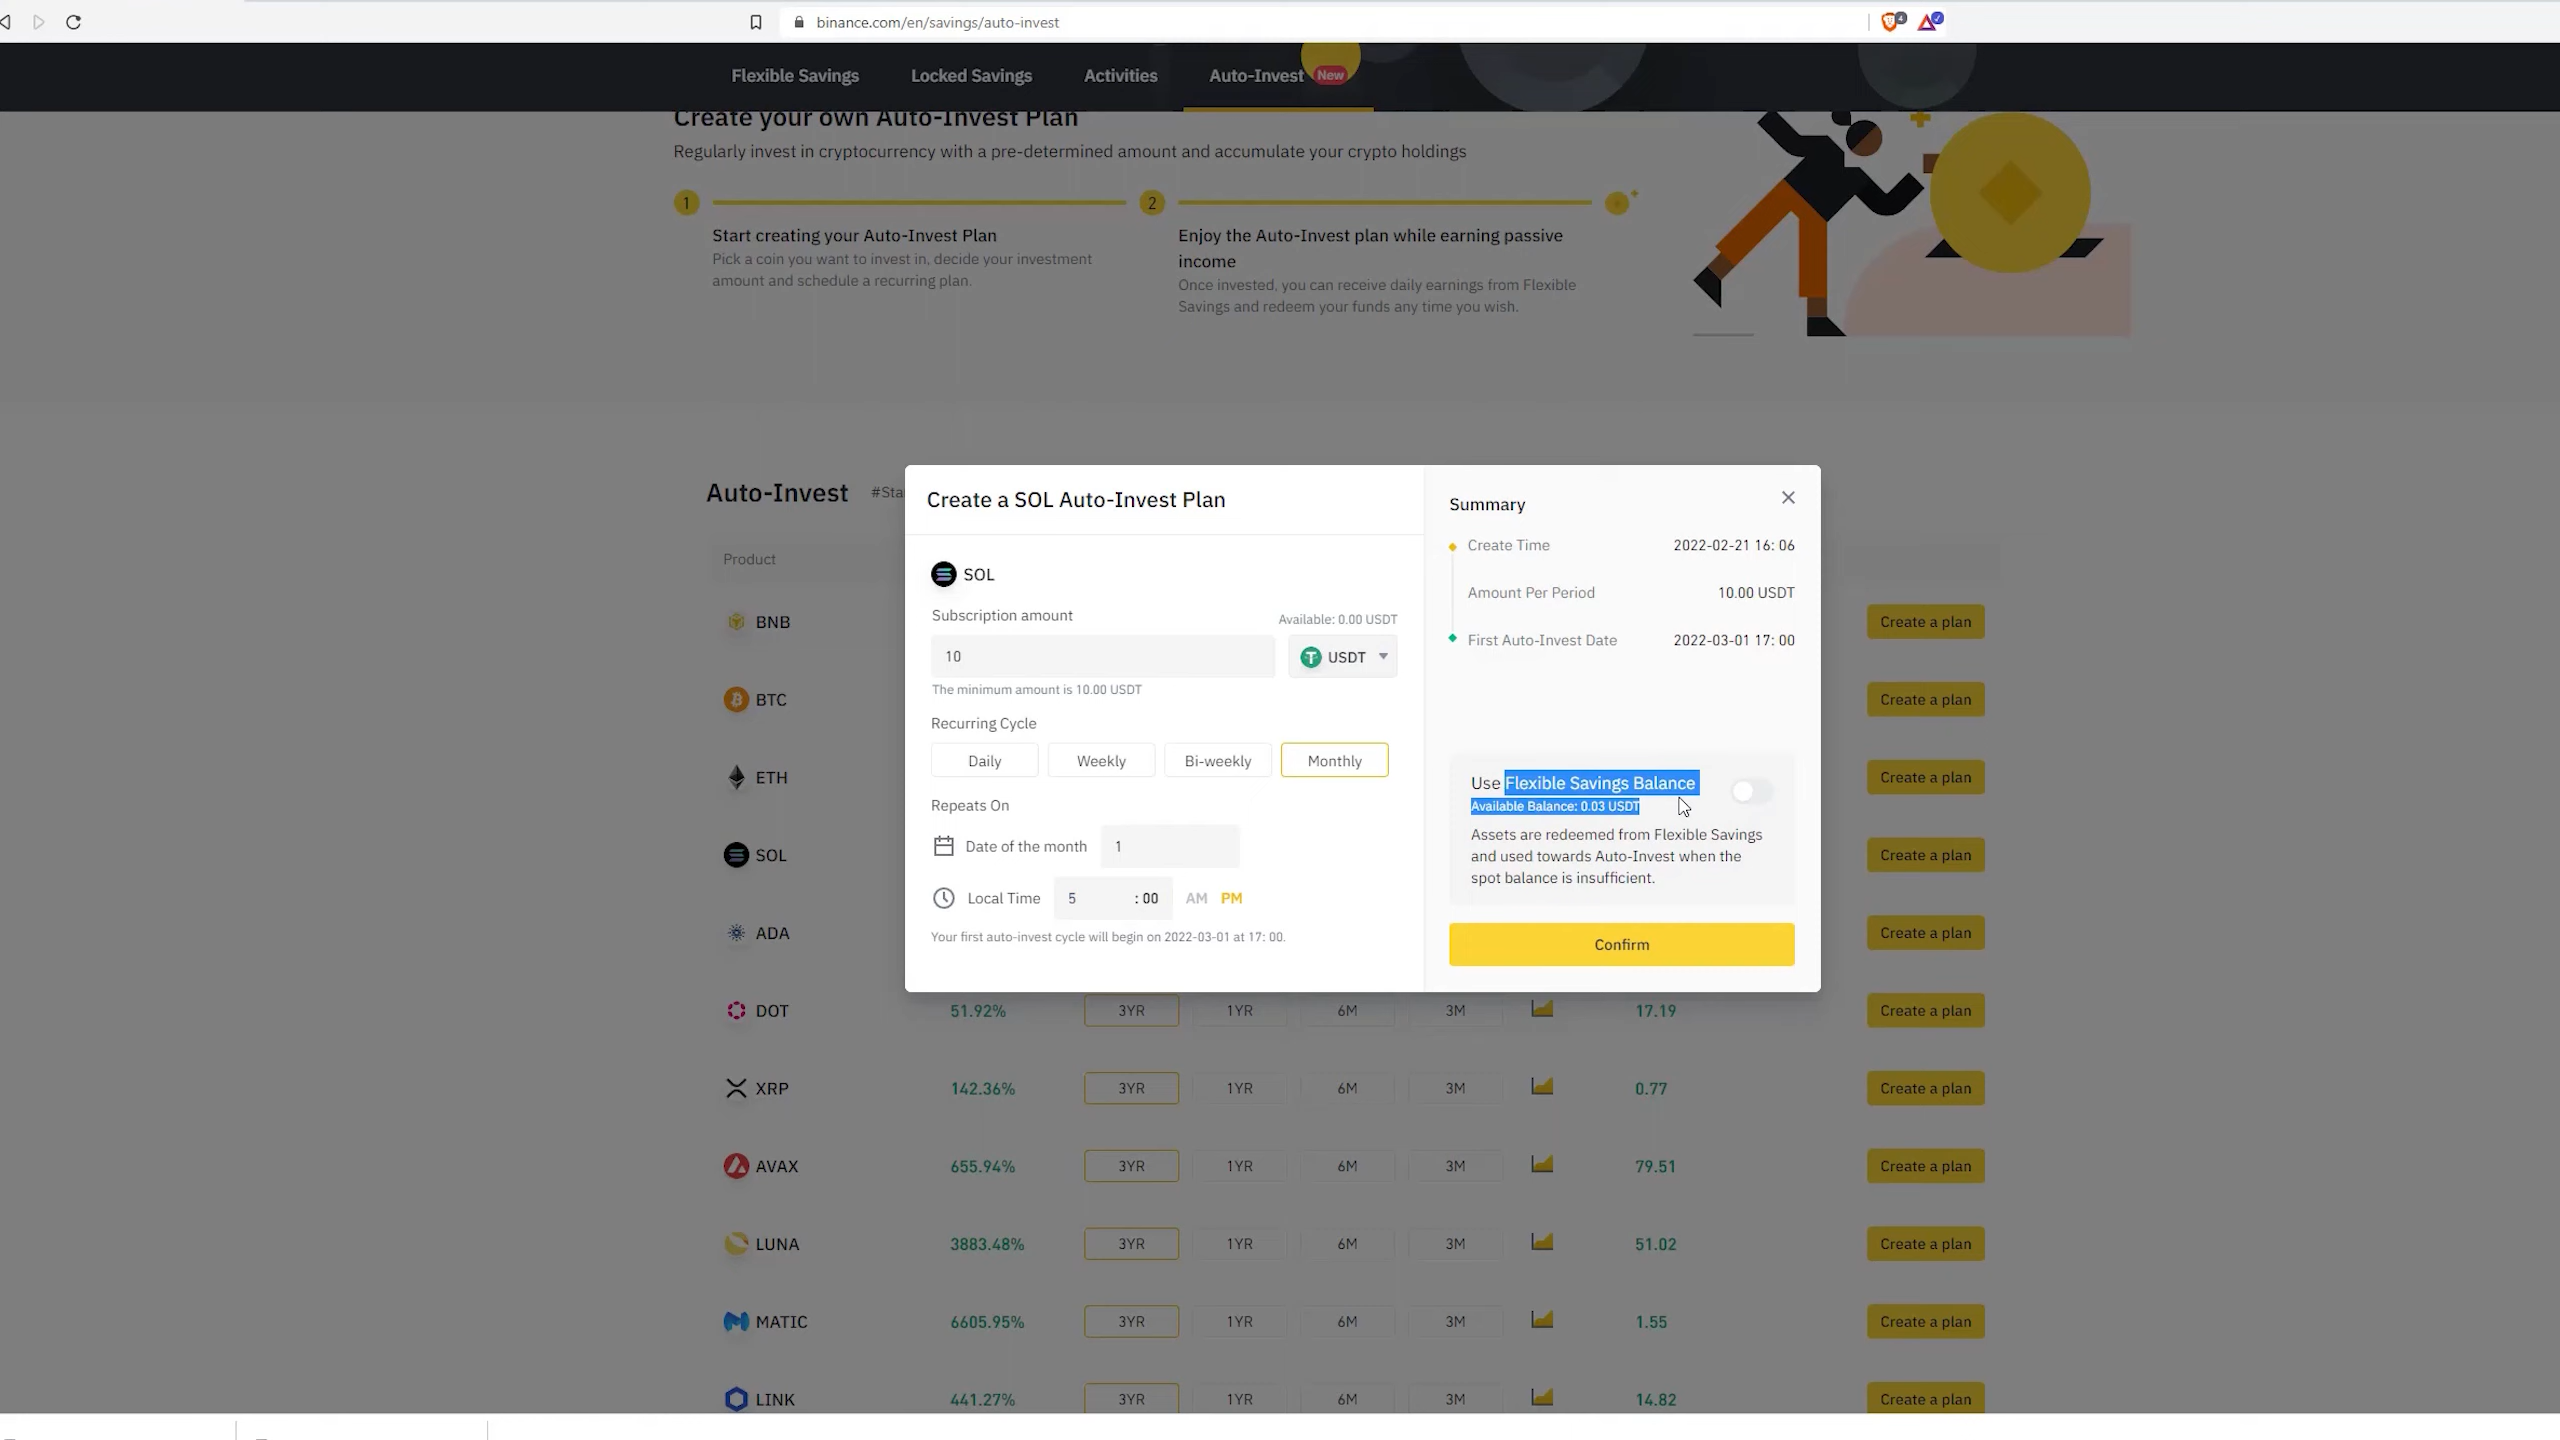 binance.com/en/savings/auto-invest
4
Flexible Savings
Locked Savings
Activities
Auto-Invest
New
Create your own Auto-Invest Plan
Regularly invest in cryptocurrency with a pre-determined amount and accumulate your crypto holdings
1
2
Start creating your Auto-Invest Plan
Pick a coin you want to invest in, decide your investment
amount and schedule a recurring plan.
Enjoy the Auto-Invest plan while earning passive
income
Once invested, you can receive daily earnings from Flexible
Savings and redeem your funds any time you wish.
Auto-Invest
Product
BNB
Create a plan
BTC
Create a plan
ETH
Create a plan
SOL
Create a plan
ADA
Create a plan
Create a SOL Auto-Invest Plan
SOL
Subscription amount
Available: 0.00 USDT
10
USDT
The minimum amount is 10.00 USDT
Recurring Cycle
Daily
Weekly
Bi-weekly
Monthly
Repeats On
Date of the month
1
Local Time
5
: 00
AM
PM
Your first auto-invest cycle will begin on 2022-03-01 at 17: 00.
Summary
Create Time
2022-02-21 16: 06
Amount Per Period
10.00 USDT
First Auto-Invest Date
2022-03-01 17: 00
Use Flexible Savings Balance
Available Balance: 0.03 USDT
Assets are redeemed from Flexible Savings
and used towards Auto-Invest when the
spot balance is insufficient.
Confirm
DOT
51.92%
3YR
1YR
6M
3M
17.19
Create a plan
XRP
142.36%
3YR
1YR
6M
3M
0.77
Create a plan
AVAX
655.94%
3YR
1YR
6M
3M
79.51
Create a plan
LUNA
3883.48%
3YR
1YR
6M
3M
51.02
Create a plan
MATIC
6605.95%
3YR
1YR
6M
3M
1.55
Create a plan
LINK
441.27%
3YR
1YR
6M
3M
14.82
Create a plan